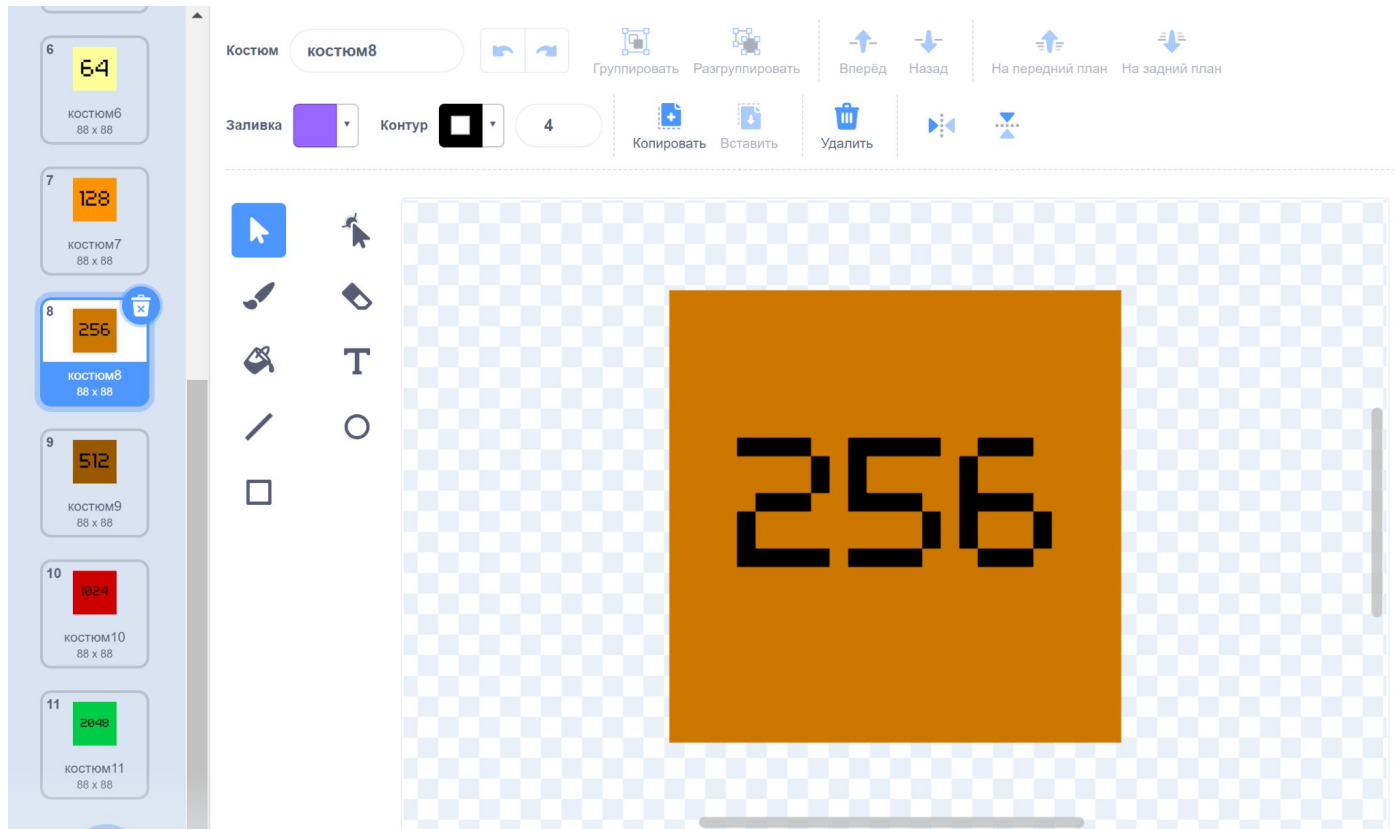 6
64
костюм6
88 x 88
7
128
костюм7
88 x 88
8
256
костюм8
88 x 88
9
512
костюм9
88 x 88
10
1024
костюм10
88 x 88
11
2048
костюм11
88 x 88
Костюм костюм8
Группировать Разгруппировать Вперёд Назад На передний план На задний план
Заливка Контур 4
Копировать Вставить Удалить
T
256